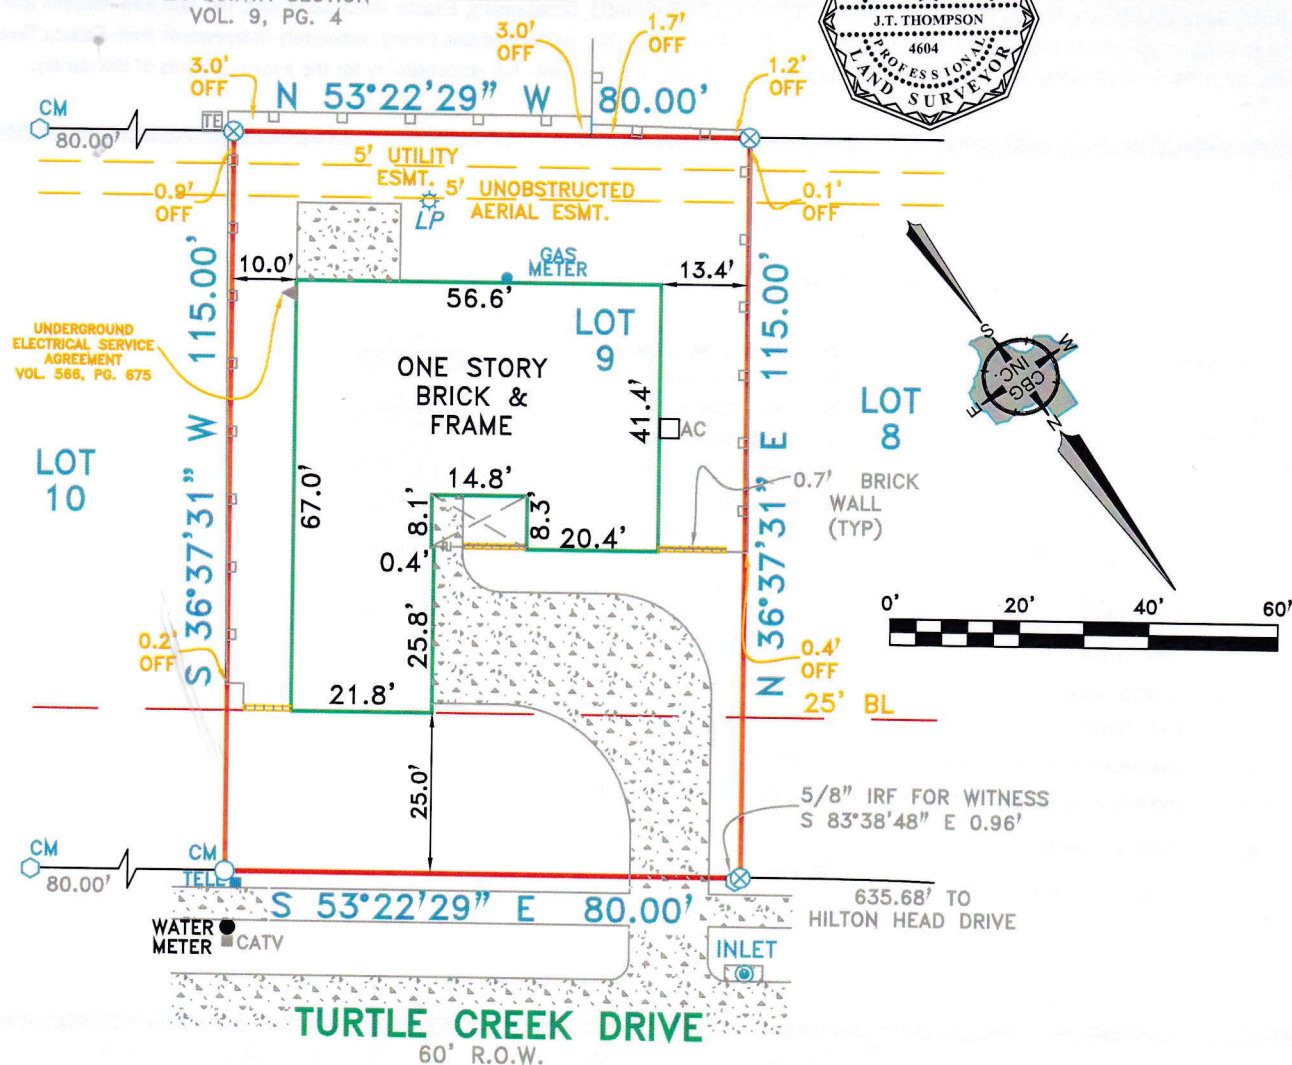 VOL. 9, PG. 4
J.T. THOMPSON
4604
PROFESSIONAL
LAND SURVEYOR
3.0'
OFF
1.7'
OFF
3.0'
OFF
1.2'
OFF
N 53°22'29" W 80.00'
CM
80.00'
TE
5' UTILITY
ESMT.
5' UNOBSTRUCTED
AERIAL ESMT.
LP
0.9'
OFF
0.1'
OFF
GAS
METER
10.0'
13.4'
56.6'
S 36°37'31" W 115.00'
N 36°37'31" E 115.00'
UNDERGROUND
ELECTRICAL SERVICE
AGREEMENT
VOL. 566, PG. 675
LOT
9
ONE STORY
BRICK &
FRAME
41.4'
AC
LOT
8
LOT
10
S
W
CBG
INC.
E
N
67.0'
14.8'
8.1'
8.3'
0.7' BRICK
WALL
(TYP)
20.4'
0.4'
25.8'
0' 20' 40' 60'
0.2'
OFF
0.4'
OFF
21.8'
25' BL
25.0'
5/8" IRF FOR WITNESS
S 83°38'48" E 0.96'
CM
80.00'
CM
TELE
S 53°22'29" E 80.00'
635.68' TO
HILTON HEAD DRIVE
WATER
METER
CATV
INLET
TURTLE CREEK DRIVE
60' R.O.W.